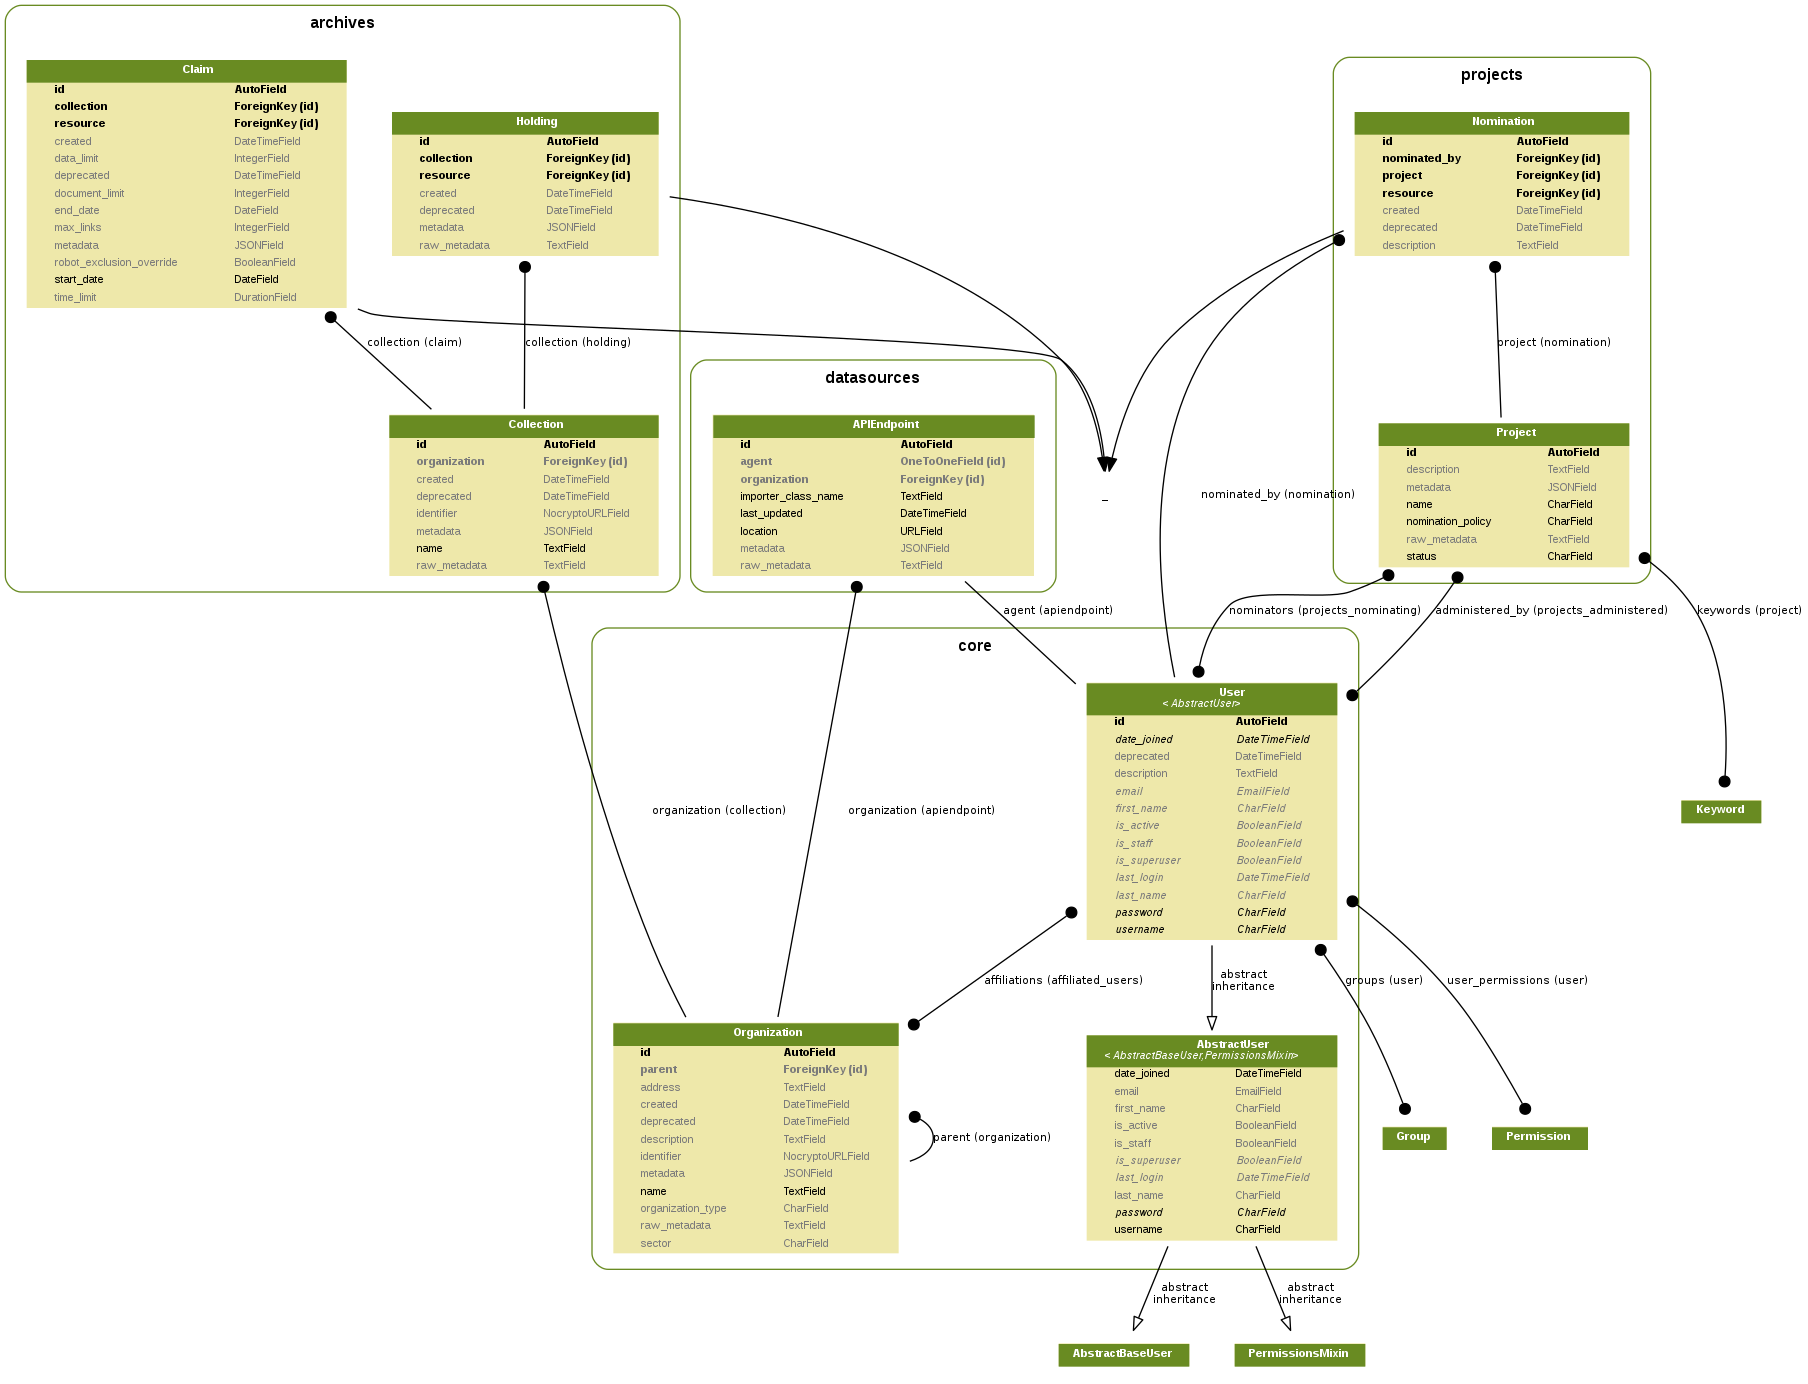 archives
Claim
id AutoField
collection ForeignKey (id)
resource ForeignKey (id)
created DateTimeField
data_limit IntegerField
deprecated DateTimeField
document_limit IntegerField
end_date DateField
max_links IntegerField
metadata JSONField
robot_exclusion_override BooleanField
start_date DateField
time_limit DurationField
Holding
id AutoField
collection ForeignKey (id)
resource ForeignKey (id)
created DateTimeField
deprecated DateTimeField
metadata JSONField
raw_metadata TextField
collection (claim)
collection (holding)
Collection
id AutoField
organization ForeignKey (id)
created DateTimeField
deprecated DateTimeField
identifier NocryptoURLField
metadata JSONField
name TextField
raw_metadata TextField
datasources
APIEndpoint
id AutoField
agent OneToOneField (id)
organization ForeignKey (id)
importer_class_name TextField
last_updated DateTimeField
location URLField
metadata JSONField
raw_metadata TextField
_
projects
Nomination
id AutoField
nominated_by ForeignKey (id)
project ForeignKey (id)
resource ForeignKey (id)
created DateTimeField
deprecated DateTimeField
description TextField
project (nomination)
Project
id AutoField
description TextField
metadata JSONField
name CharField
nomination_policy CharField
raw_metadata TextField
status CharField
nominated_by (nomination)
agent (apiendpoint)
nominators (projects_nominating)
administered_by (projects_administered)
keywords (project)
core
User
< AbstractUser>
id AutoField
date_joined DateTimeField
deprecated DateTimeField
description TextField
email EmailField
first_name CharField
is_active BooleanField
is_staff BooleanField
is_superuser BooleanField
last_login DateTimeField
last_name CharField
password CharField
username CharField
Keyword
organization (collection)
organization (apiendpoint)
affiliations (affiliated_users)
abstract
inheritance
groups (user)
user_permissions (user)
Organization
id AutoField
parent ForeignKey (id)
address TextField
created DateTimeField
deprecated DateTimeField
description TextField
identifier NocryptoURLField
metadata JSONField
name TextField
organization_type CharField
raw_metadata TextField
sector CharField
parent (organization)
AbstractUser
< AbstractBaseUser,PermissionsMixin>
date_joined DateTimeField
email EmailField
first_name CharField
is_active BooleanField
is_staff BooleanField
is_superuser BooleanField
last_login DateTimeField
last_name CharField
password CharField
username CharField
Group
Permission
abstract
inheritance
abstract
inheritance
AbstractBaseUser
PermissionsMixin